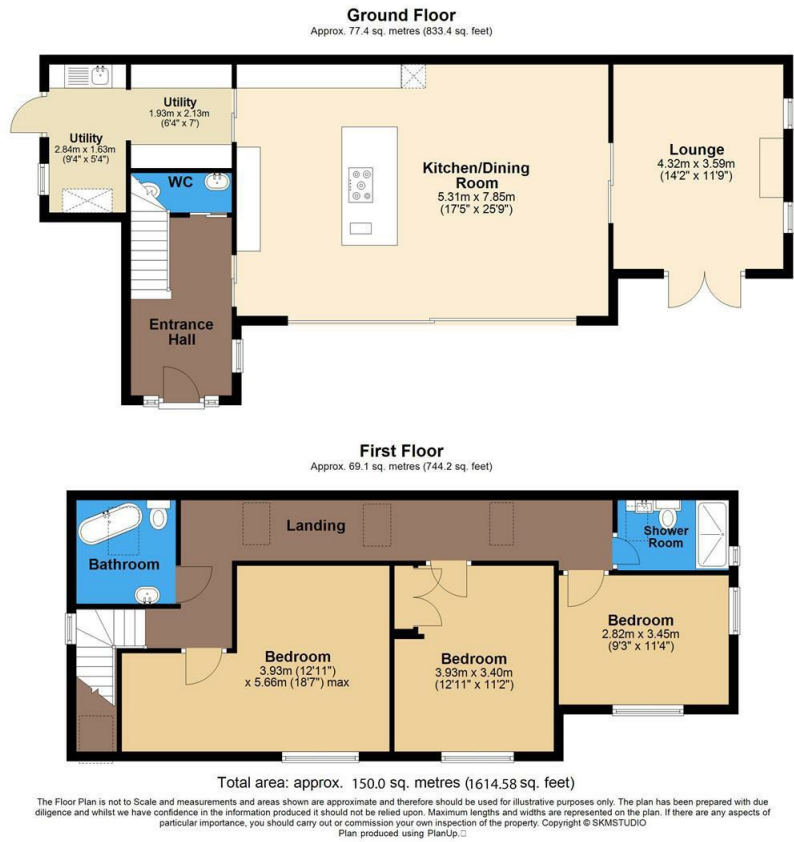 Ground Floor
Approx. 77.4 sq. metres (833.4 sq. feet)
Utility
1.93m x 2.13m
(6'4" x 7')
Utility
2.84m x 1.63m
(9'4" x 5'4")
WC
Kitchen/Dining
Room
5.31m x 7.85m
(17'5" x 25'9")
Lounge
4.32m x 3.59m
(14'2" x 11'9")
Entrance
Hall
First Floor
Approx. 69.1 sq. metres (744.2 sq. feet)
Landing
Shower
Room
Bathroom
Bedroom
3.93m (12'11")
x 5.66m (18'7") max
Bedroom
3.93m x 3.40m
(12'11" x 11'2")
Bedroom
2.82m x 3.45m
(9'3" x 11'4")
Total area: approx. 150.0 sq. metres (1614.58 sq. feet)
The Floor Plan is not to Scale and measurements and areas shown are approximate and therefore should be used for illustrative purposes only. The plan has been prepared with due
diligence and whilst we have confidence in the information produced it should not be relied upon. Maximum lengths and widths are represented on the plan. If there are any aspects of
particular importance, you should carry out or commission your own inspection of the property. Copyright © SKMSTUDIO
Plan produced using PlanUp.